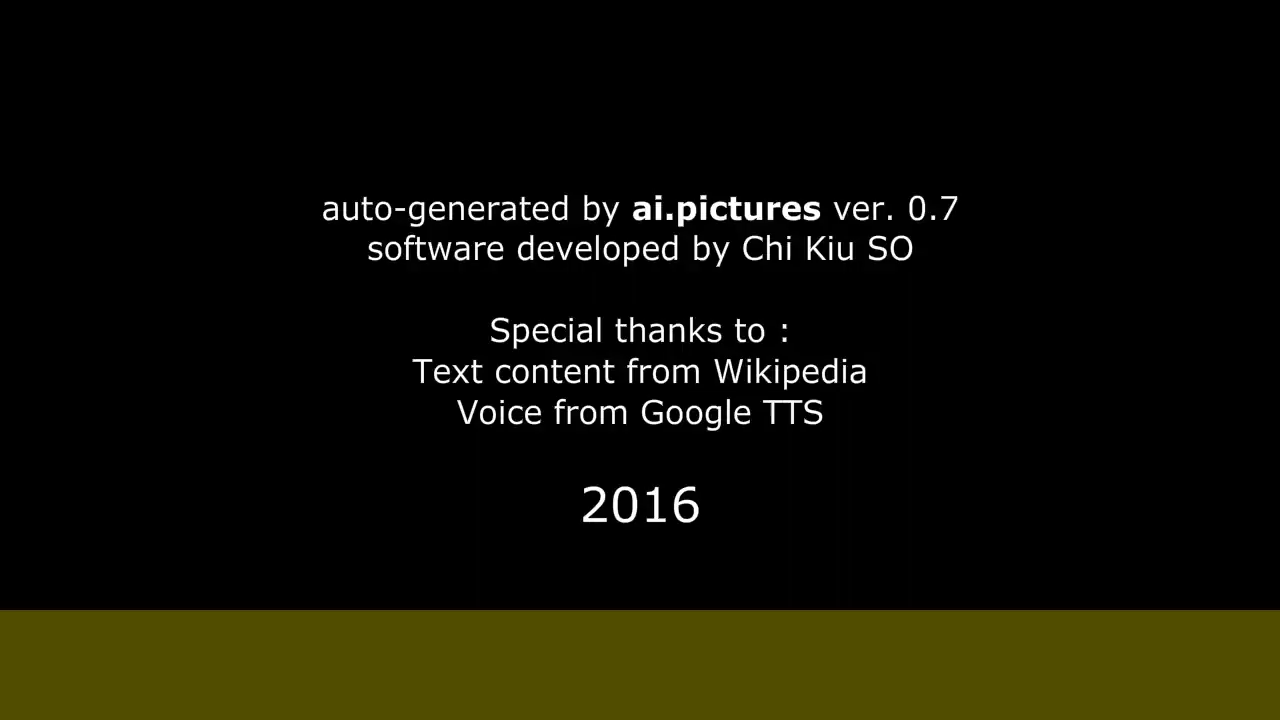 auto-generated by ai.pictures ver. 0.7
software developed by Chi Kiu SO
Special thanks to :
Text content from Wikipedia
Voice from Google TTS
2016